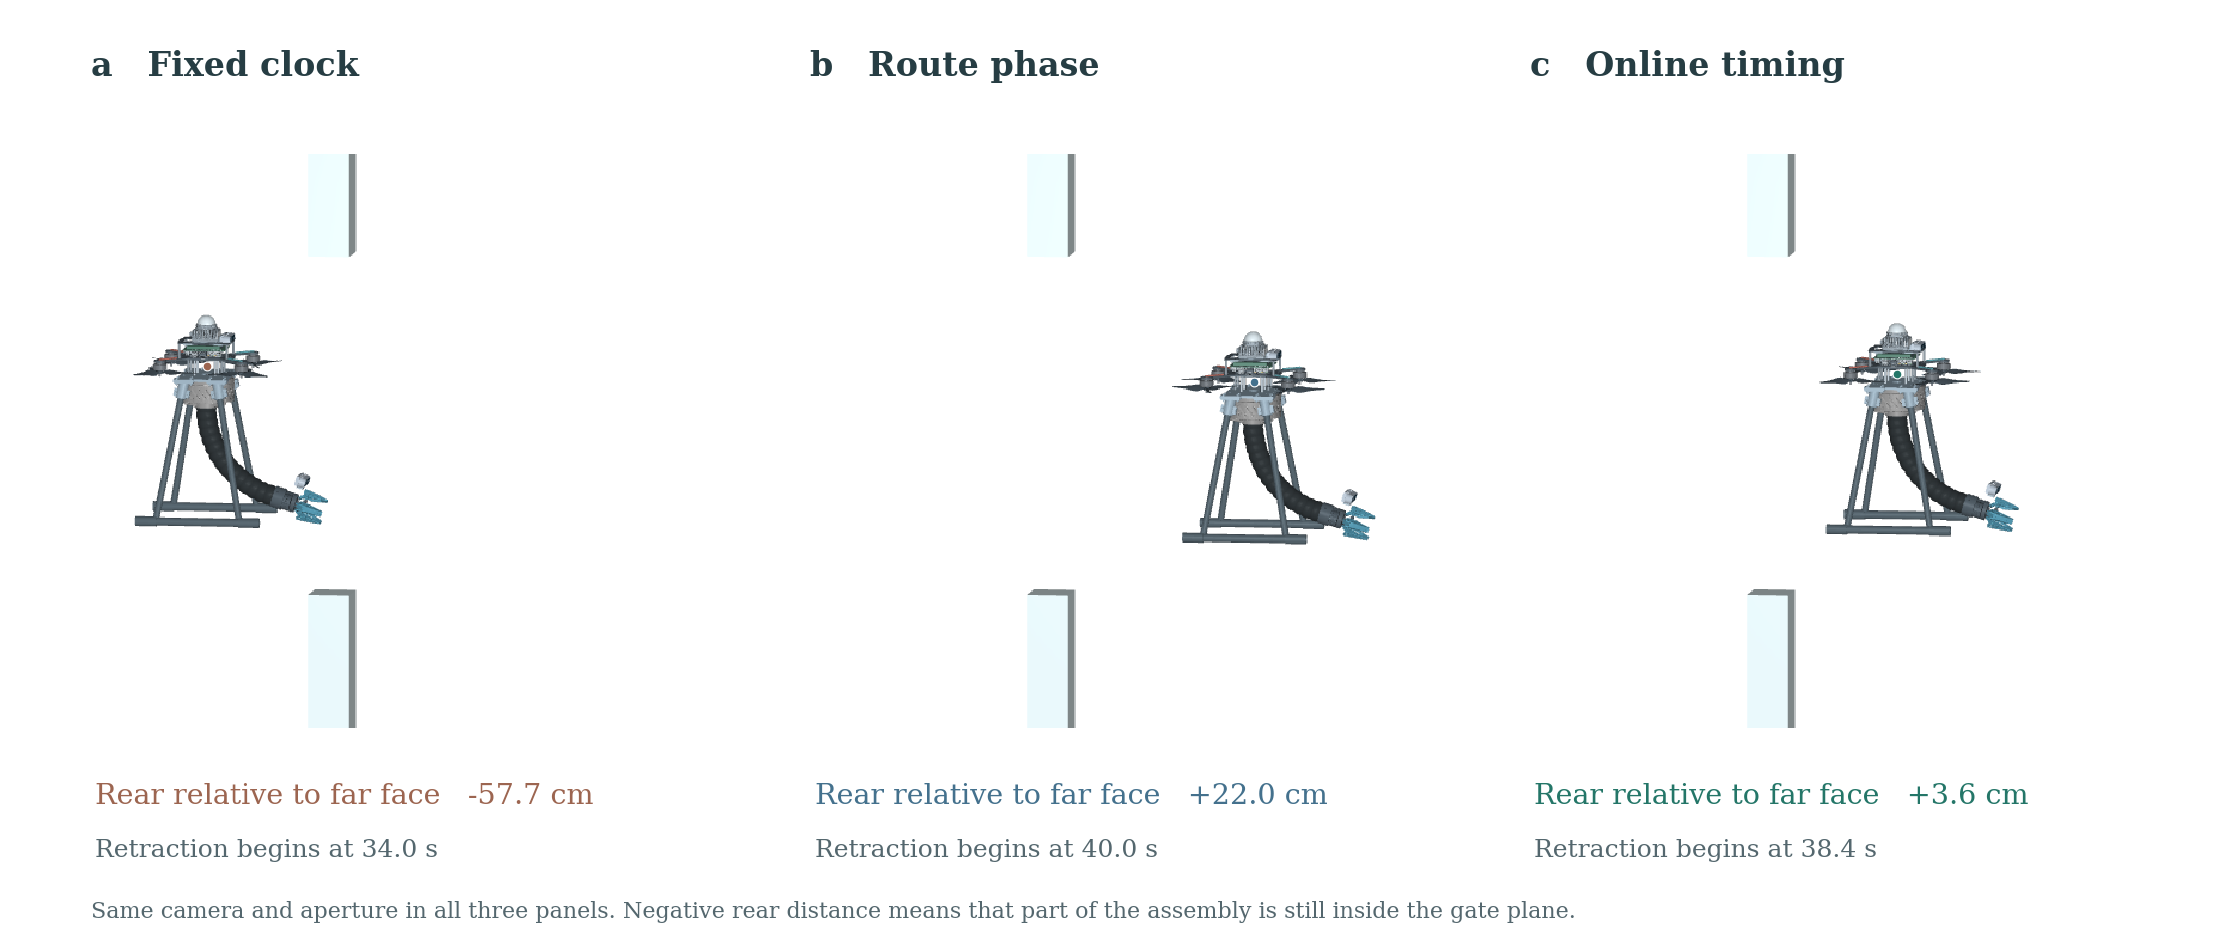 a Fixed clock
b Route phase
c Online timing
Rear relative to far face -57.7 cm
Retraction begins at 34.0 s
Rear relative to far face +22.0 cm
Retraction begins at 40.0 s
Rear relative to far face +3.6 cm
Retraction begins at 38.4 s
Same camera and aperture in all three panels. Negative rear distance means that part of the assembly is still inside the gate plane.